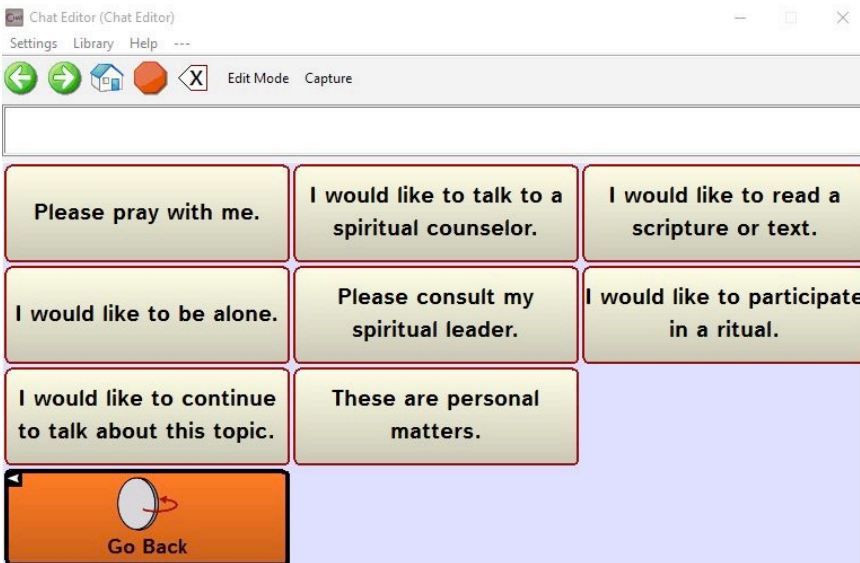 Chat Editor (Chat Editor)
Settings Library Help ---
X Edit Mode Capture
Please pray with me.
I would like to talk to a
spiritual counselor.
I would like to read a
scripture or text.
I would like to be alone.
Please consult my
spiritual leader.
I would like to participate
in a ritual.
I would like to continue
to talk about this topic.
These are personal
matters.
Go Back